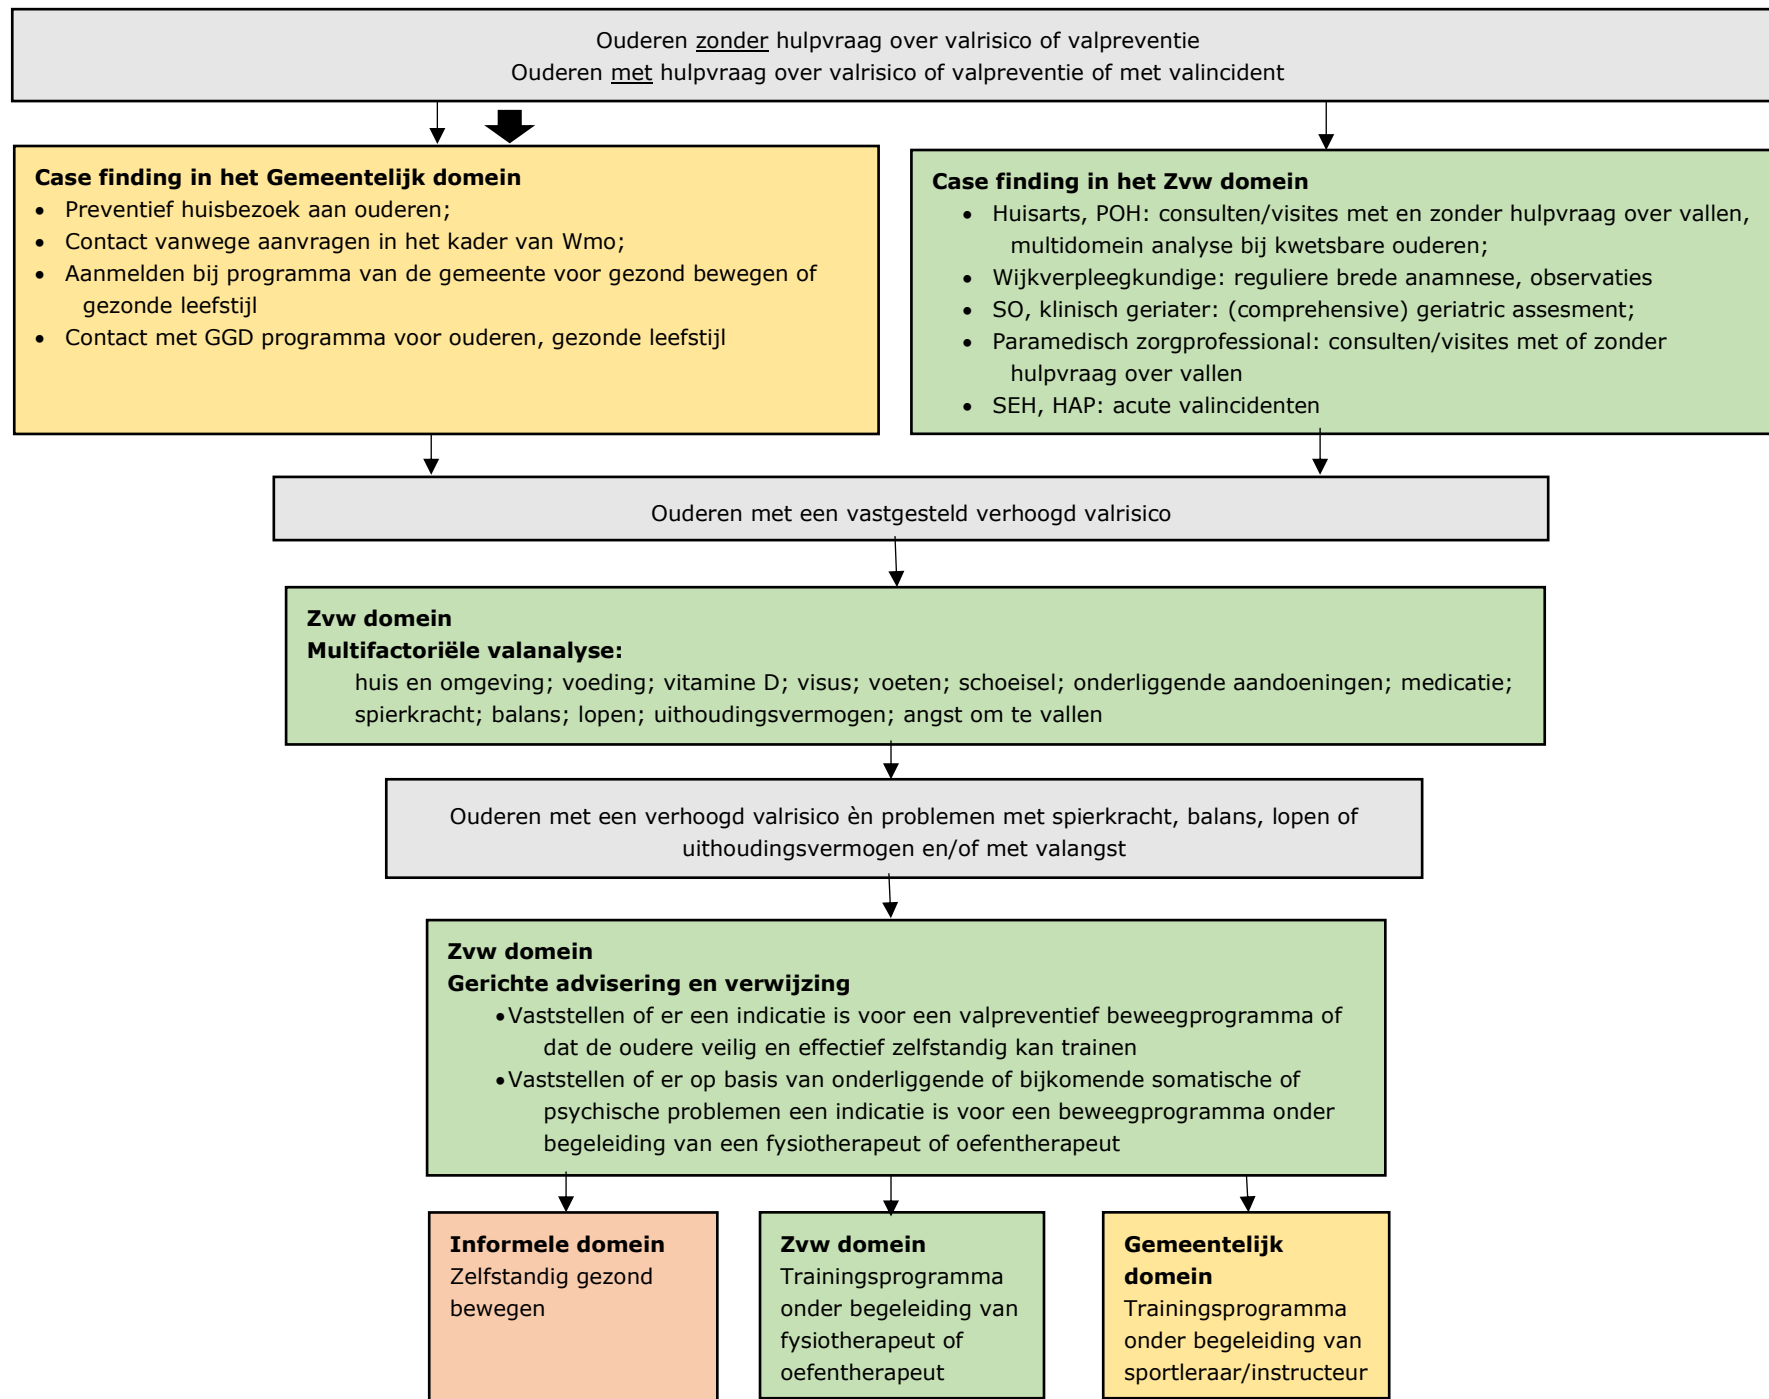 Ouderen zonder hulpvraag over valrisico of valpreventie
Ouderen met hulpvraag over valrisico of valpreventie of met valincident
Case finding in het Gemeentelijk domein
• Preventief huisbezoek aan ouderen;
• Contact vanwege aanvragen in het kader van Wmo;
• Aanmelden bij programma van de gemeente voor gezond bewegen of
gezonde leefstijl
• Contact met GGD programma voor ouderen, gezonde leefstijl
Case finding in het Zvw domein
• Huisarts, POH: consulten/visites met en zonder hulpvraag over vallen,
multidomein analyse bij kwetsbare ouderen;
• Wijkverpleegkundige: reguliere brede anamnese, observaties
• SO, klinisch geriater: (comprehensive) geriatric assesment;
• Paramedisch zorgprofessional: consulten/visites met of zonder
hulpvraag over vallen
• SEH, HAP: acute valincidenten
Ouderen met een vastgesteld verhoogd valrisico
Zvw domein
Multifactoriële valanalyse:
huis en omgeving; voeding; vitamine D; visus; voeten; schoeisel; onderliggende aandoeningen; medicatie;
spierkracht; balans; lopen; uithoudingsvermogen; angst om te vallen
Ouderen met een verhoogd valrisico èn problemen met spierkracht, balans, lopen of
uithoudingsvermogen en/of met valangst
Zvw domein
Gerichte advisering en verwijzing
•Vaststellen of er een indicatie is voor een valpreventief beweegprogramma of
dat de oudere veilig en effectief zelfstandig kan trainen
•Vaststellen of er op basis van onderliggende of bijkomende somatische of
psychische problemen een indicatie is voor een beweegprogramma onder
begeleiding van een fysiotherapeut of oefentherapeut
Informele domein
Zelfstandig gezond
bewegen
Zvw domein
Trainingsprogramma
onder begeleiding van
fysiotherapeut of
oefentherapeut
Gemeentelijk
domein
Trainingsprogramma
onder begeleiding van
sportleraar/instructeur